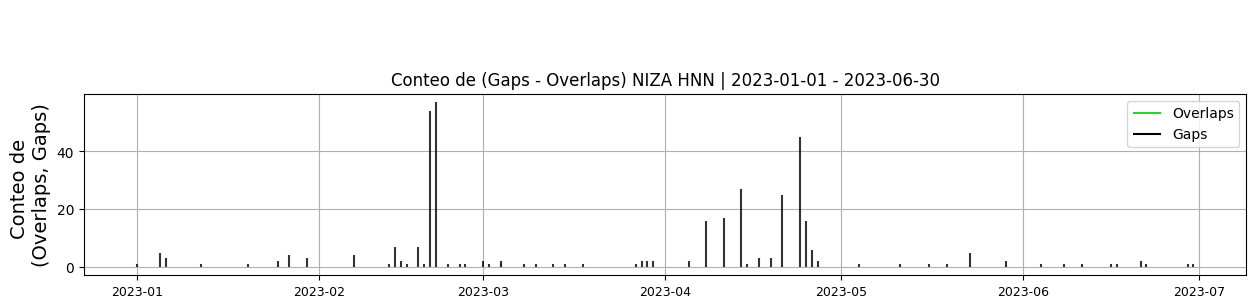 Conteo de (Gaps - Overlaps) NIZA HNN | 2023-01-01 - 2023-06-30
Conteo de
(Overlaps, Gaps)
40
20
0
Overlaps
Gaps
2023-01
2023-02
2023-03
2023-04
2023-05
2023-06
2023-07